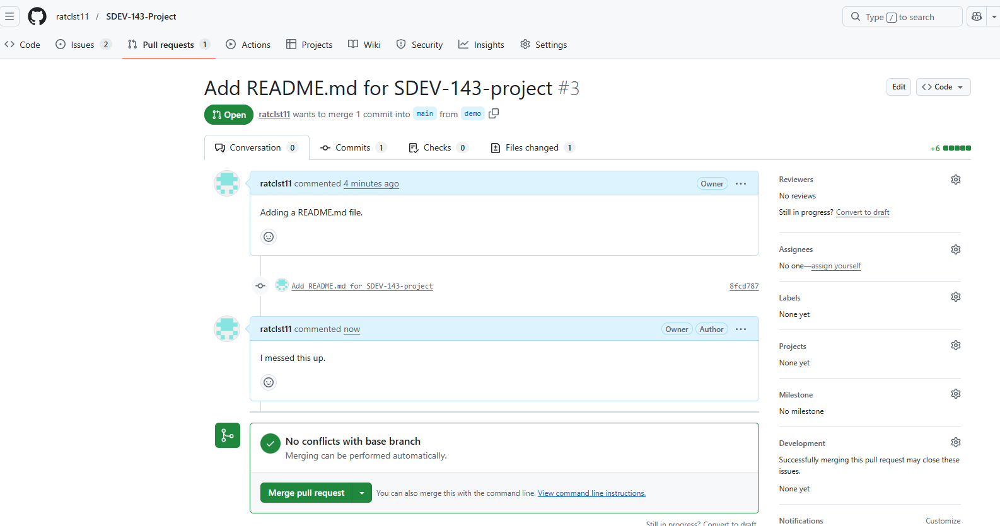 ratclst11 / SDEV-143-Project
Type / to search
Code
Issues 2
Pull requests 1
Actions
Projects
Wiki
Security
Insights
Settings
Add README.md for SDEV-143-project #3
Edit
Code
Open
ratclst11 wants to merge 1 commit into main from demo
Conversation 0
Commits 1
Checks 0
Files changed 1
+6
ratclst11 commented 4 minutes ago
Owner
Adding a README.md file.
Add README.md for SDEV-143-project
8fcd787
ratclst11 commented now
Owner
Author
I messed this up.
No conflicts with base branch
Merging can be performed automatically.
Merge pull request
You can also merge this with the command line. View command line instructions.
Still in progress? Convert to draft
Reviewers
No reviews
Still in progress? Convert to draft
Assignees
No one—assign yourself
Labels
None yet
Projects
None yet
Milestone
No milestone
Development
Successfully merging this pull request may close these
issues.
None yet
Notifications
Customize